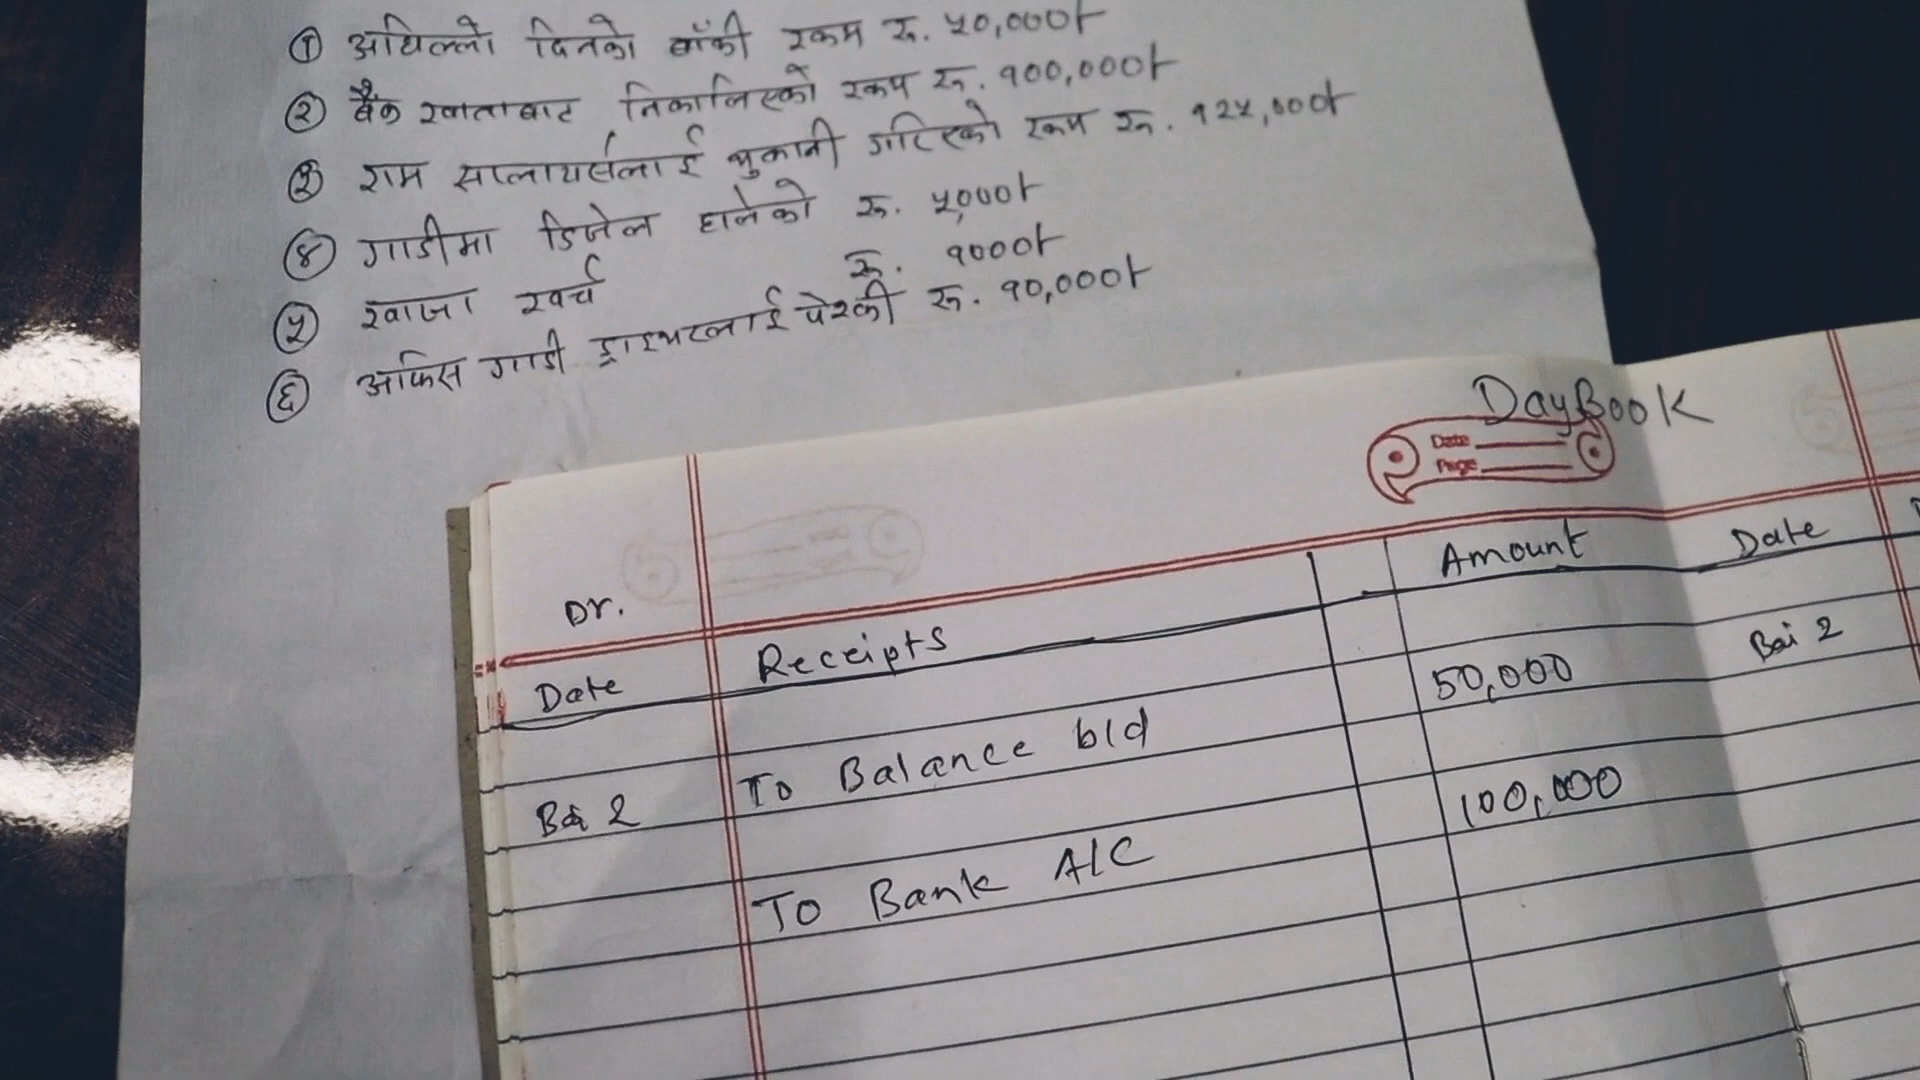 ① अघिल्लो दिनको बाँकी रकम रु. ५०,०००/-
② बैंक खाताबाट निकालिएको रकम रु. १००,०००/-
③ राम सप्लायर्सलाई भुक्तानी गरिएको रकम रु. १२५,०००/-
④ गाडीमा डिजेल हालेको रु. ५,०००/-
⑤ खाजा खर्च रु. १०००/-
⑥ अफिस गाडी ड्राइभरलाई पेश्की रु. १०,०००/-
DayBook
Date
Page
Dr.
Date Receipts Amount Date
Bai 2 To Balance b/d 50,000 Bai 2
To Bank A/C 100,000